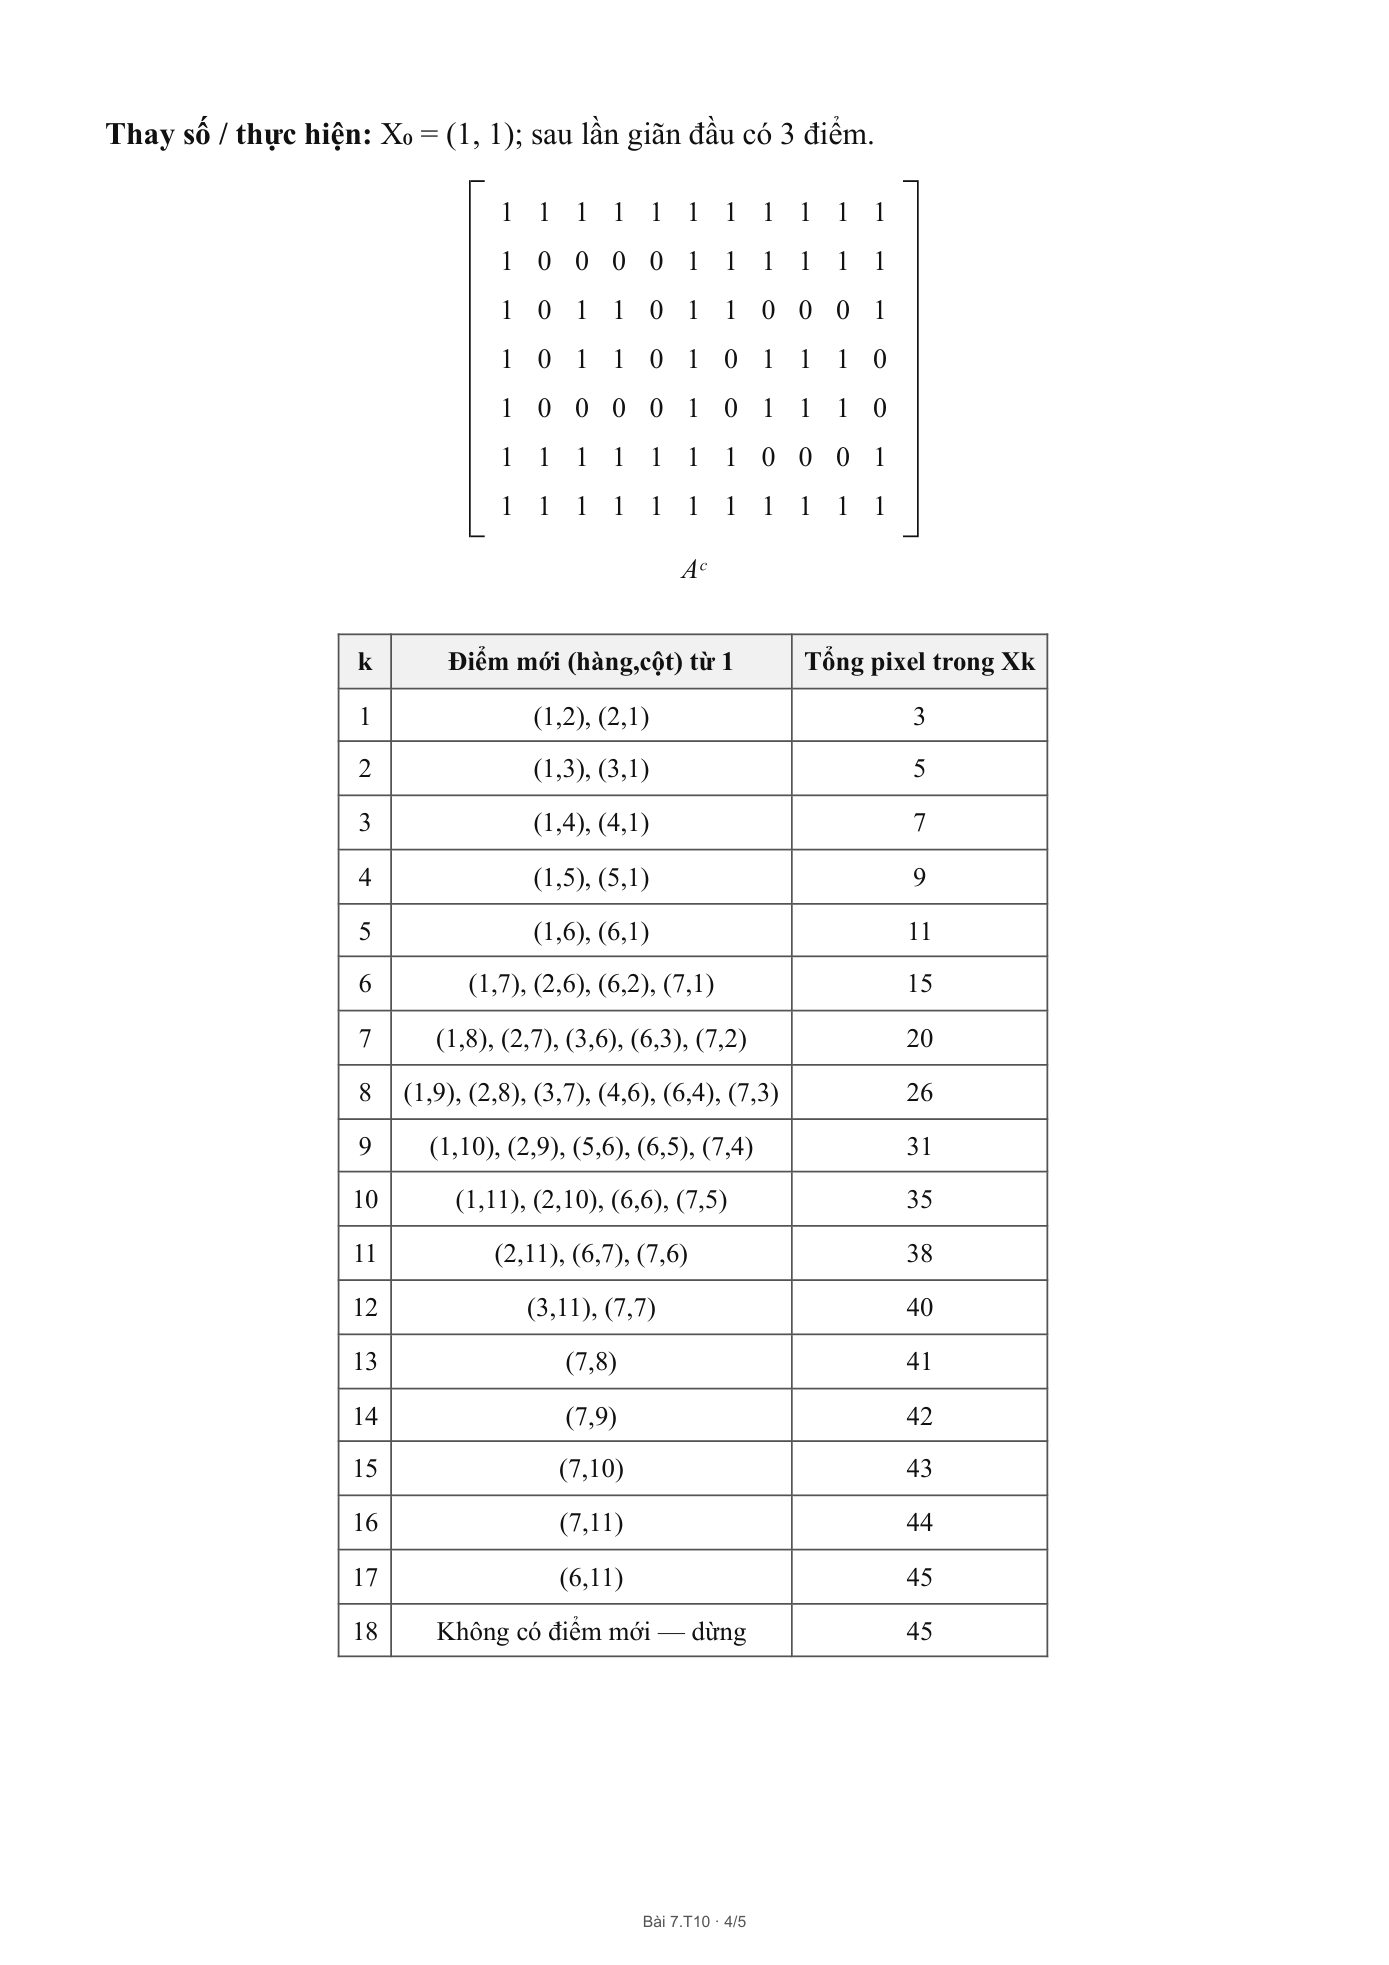 Thay số / thực hiện: X₀ = (1, 1); sau lần giãn đầu có 3 điểm.
1 1 1 1 1 1 1 1 1 1 1
1 0 0 0 0 1 1 1 1 1 1
1 0 1 1 0 1 1 0 0 0 1
1 0 1 1 0 1 0 1 1 1 0
1 0 0 0 0 1 0 1 1 1 0
1 1 1 1 1 1 1 0 0 0 1
1 1 1 1 1 1 1 1 1 1 1
Aᶜ
k Điểm mới (hàng,cột) từ 1 Tổng pixel trong Xk
1 (1,2), (2,1) 3
2 (1,3), (3,1) 5
3 (1,4), (4,1) 7
4 (1,5), (5,1) 9
5 (1,6), (6,1) 11
6 (1,7), (2,6), (6,2), (7,1) 15
7 (1,8), (2,7), (3,6), (6,3), (7,2) 20
8 (1,9), (2,8), (3,7), (4,6), (6,4), (7,3) 26
9 (1,10), (2,9), (5,6), (6,5), (7,4) 31
10 (1,11), (2,10), (6,6), (7,5) 35
11 (2,11), (6,7), (7,6) 38
12 (3,11), (7,7) 40
13 (7,8) 41
14 (7,9) 42
15 (7,10) 43
16 (7,11) 44
17 (6,11) 45
18 Không có điểm mới — dừng 45
Bài 7.T10 · 4/5